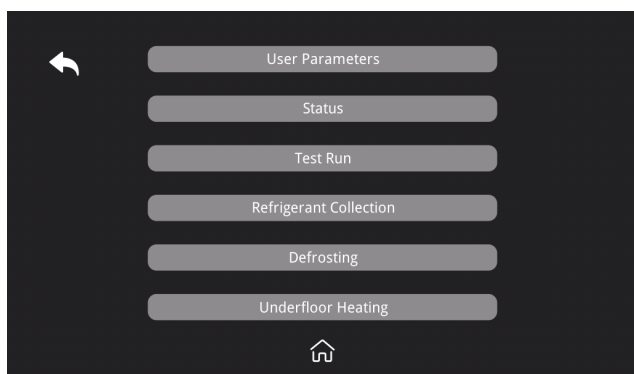 User Parameters
Status
Test Run
Refrigerant Collection
Defrosting
Underfloor Heating